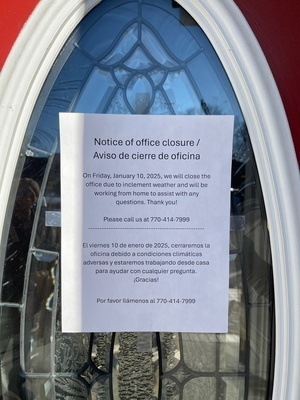 Notice of office closure /
Aviso de cierre de oficina
On Friday, January 10, 2025, we will close the
office due to inclement weather and will be
working from home to assist with any
questions. Thank you!
Please call us at 770-414-7999
------------------------------------------------
El viernes 10 de enero de 2025, cerraremos la
oficina debido a condiciones climáticas
adversas y estaremos trabajando desde casa
para ayudar con cualquier pregunta.
¡Gracias!
Por favor llámenos al 770-414-7999